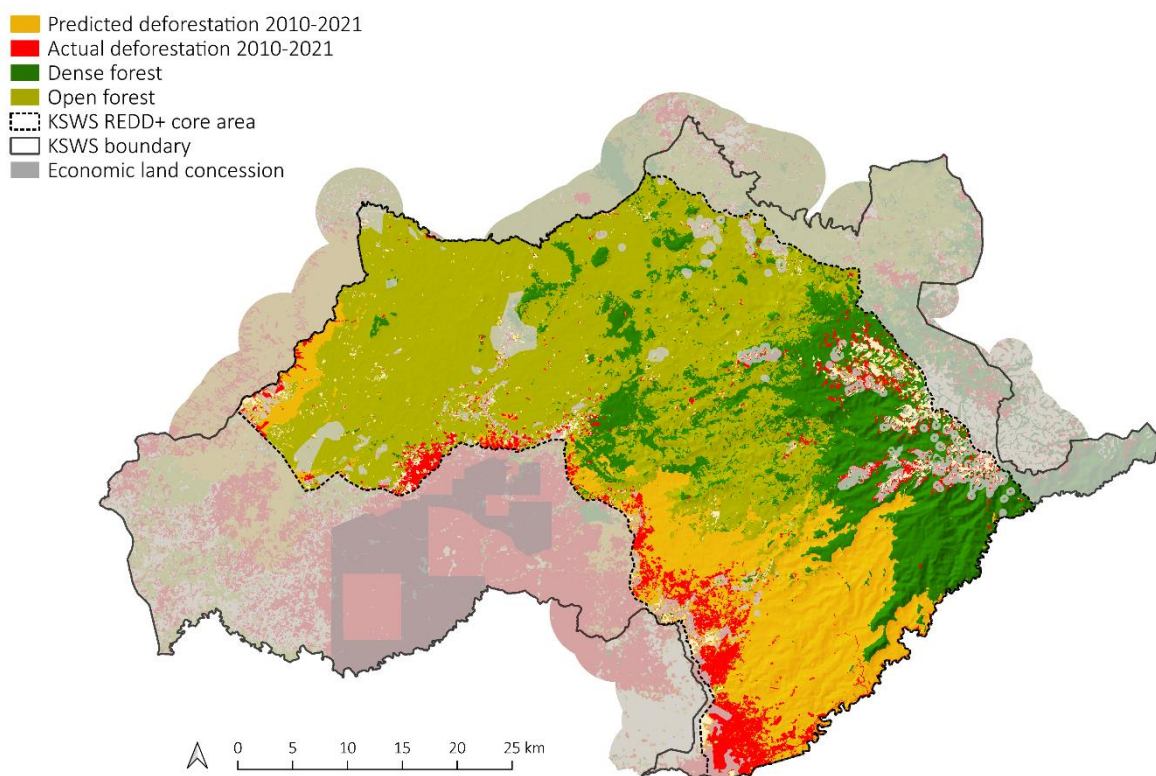 Predicted deforestation 2010-2021
Actual deforestation 2010-2021
Dense forest
Open forest
KSWS REDD+ core area
KSWS boundary
Economic land concession
0 5 10 15 20 25 km